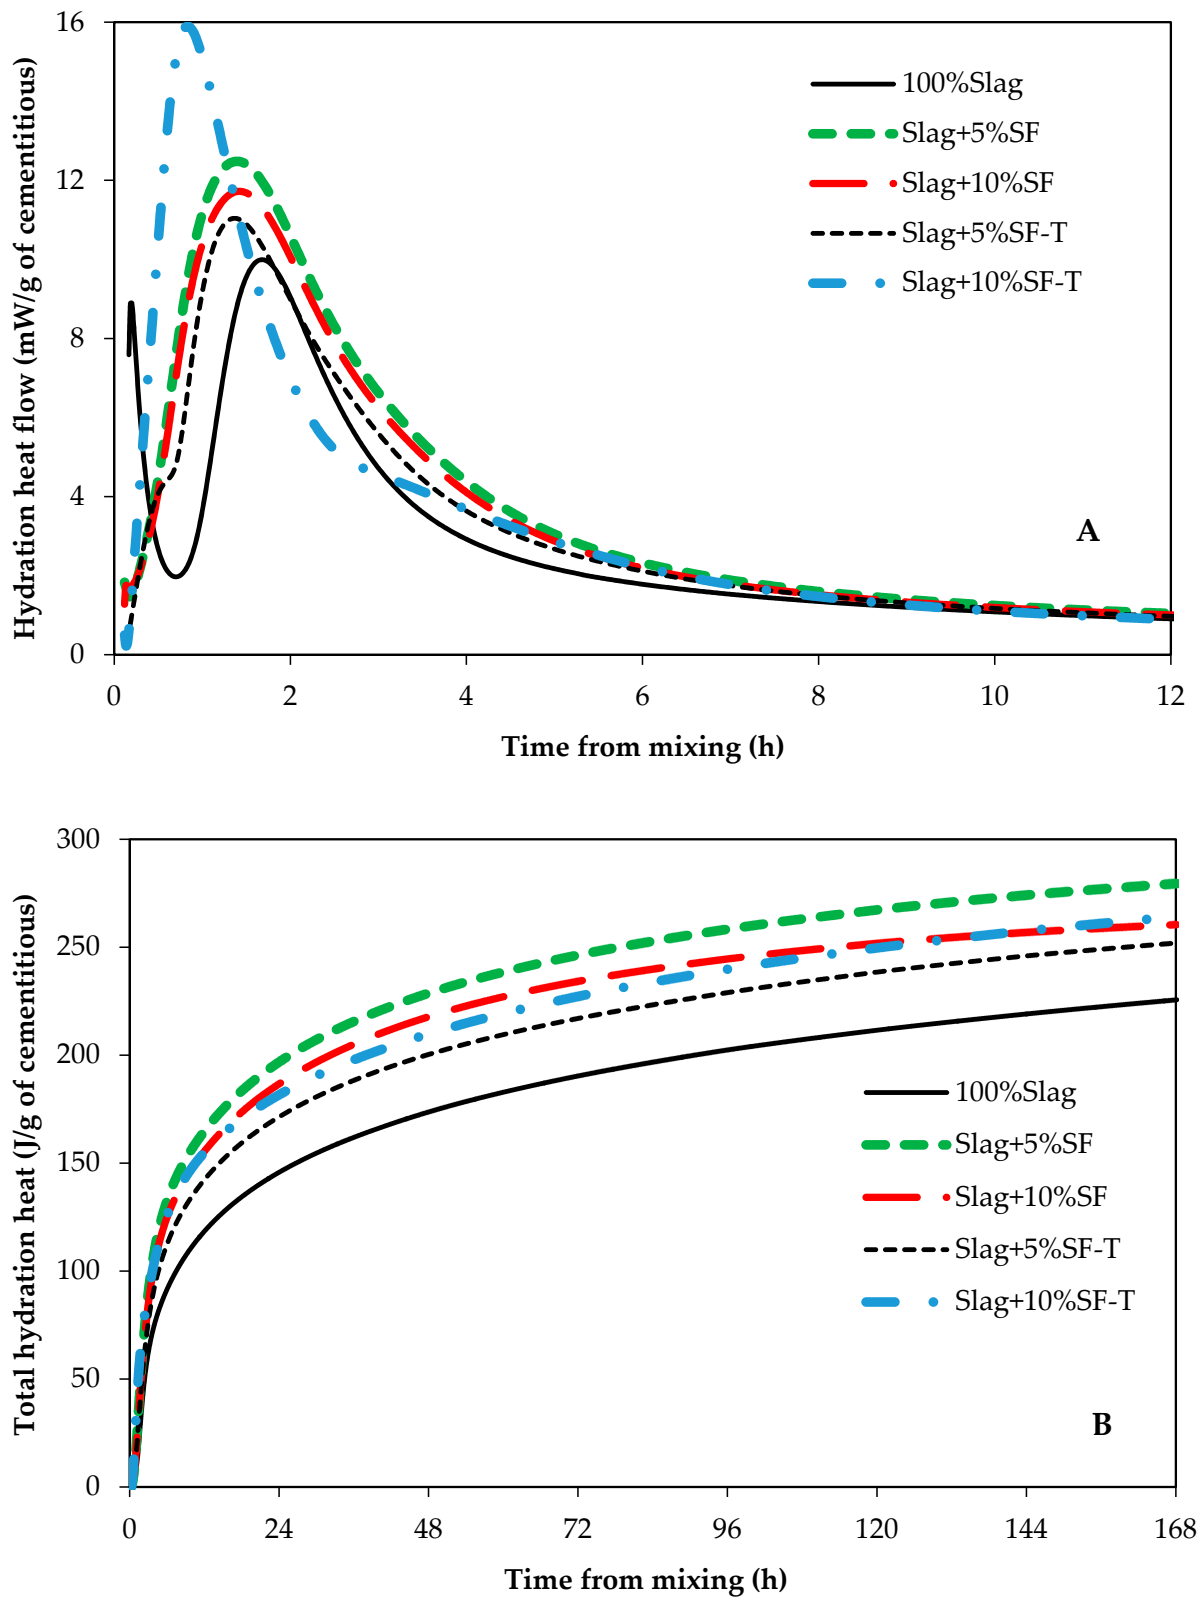 Hydration heat flow (mW/g of cementitious)
16
12
8
4
0
100%Slag
Slag+5%SF
Slag+10%SF
Slag+5%SF-T
Slag+10%SF-T
A
0 2 4 6 8 10 12
Time from mixing (h)
Total hydration heat (J/g of cementitious)
300
250
200
150
100
50
0
100%Slag
Slag+5%SF
Slag+10%SF
Slag+5%SF-T
Slag+10%SF-T
B
0 24 48 72 96 120 144 168
Time from mixing (h)